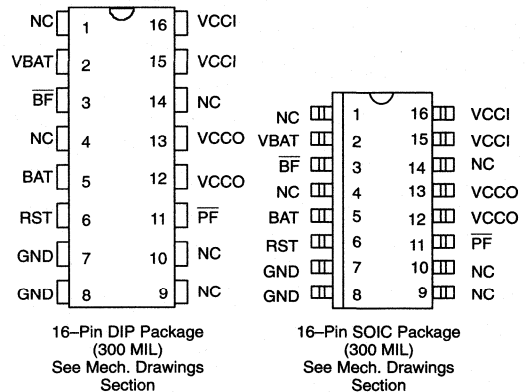 NC 1 16 VCCI
VBAT 2 15 VCCI
B̅F̅ 3 14 NC
NC 4 13 VCCO
BAT 5 12 VCCO
RST 6 11 P̅F̅
GND 7 10 NC
GND 8 9 NC
16–Pin DIP Package
(300 MIL)
See Mech. Drawings
Section
NC 1 16 VCCI
VBAT 2 15 VCCI
B̅F̅ 3 14 NC
NC 4 13 VCCO
BAT 5 12 VCCO
RST 6 11 P̅F̅
GND 7 10 NC
GND 8 9 NC
16–Pin SOIC Package
(300 MIL)
See Mech. Drawings
Section